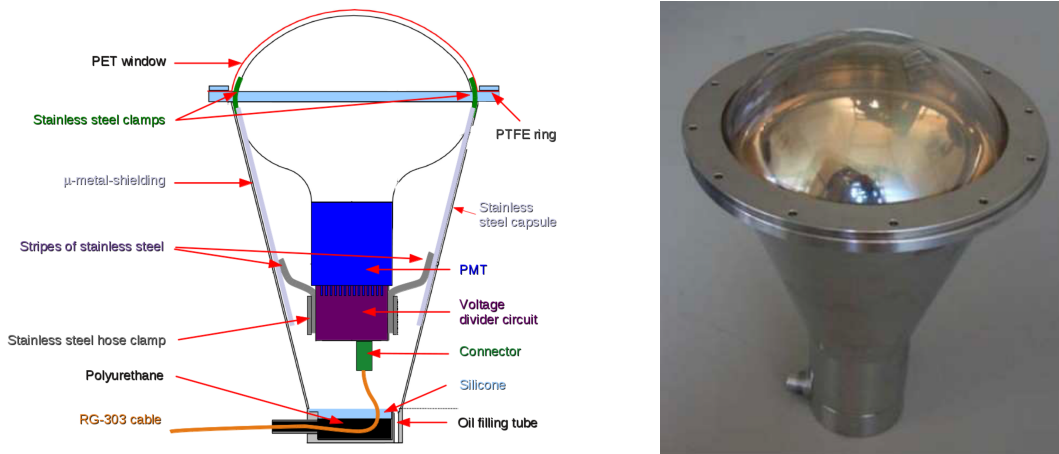 PET window
Stainless steel clamps
PTFE ring
μ-metal-shielding
Stainless
steel capsule
Stripes of stainless steel
PMT
Voltage
divider circuit
Stainless steel hose clamp
Connector
Polyurethane
Silicone
RG-303 cable
Oil filling tube